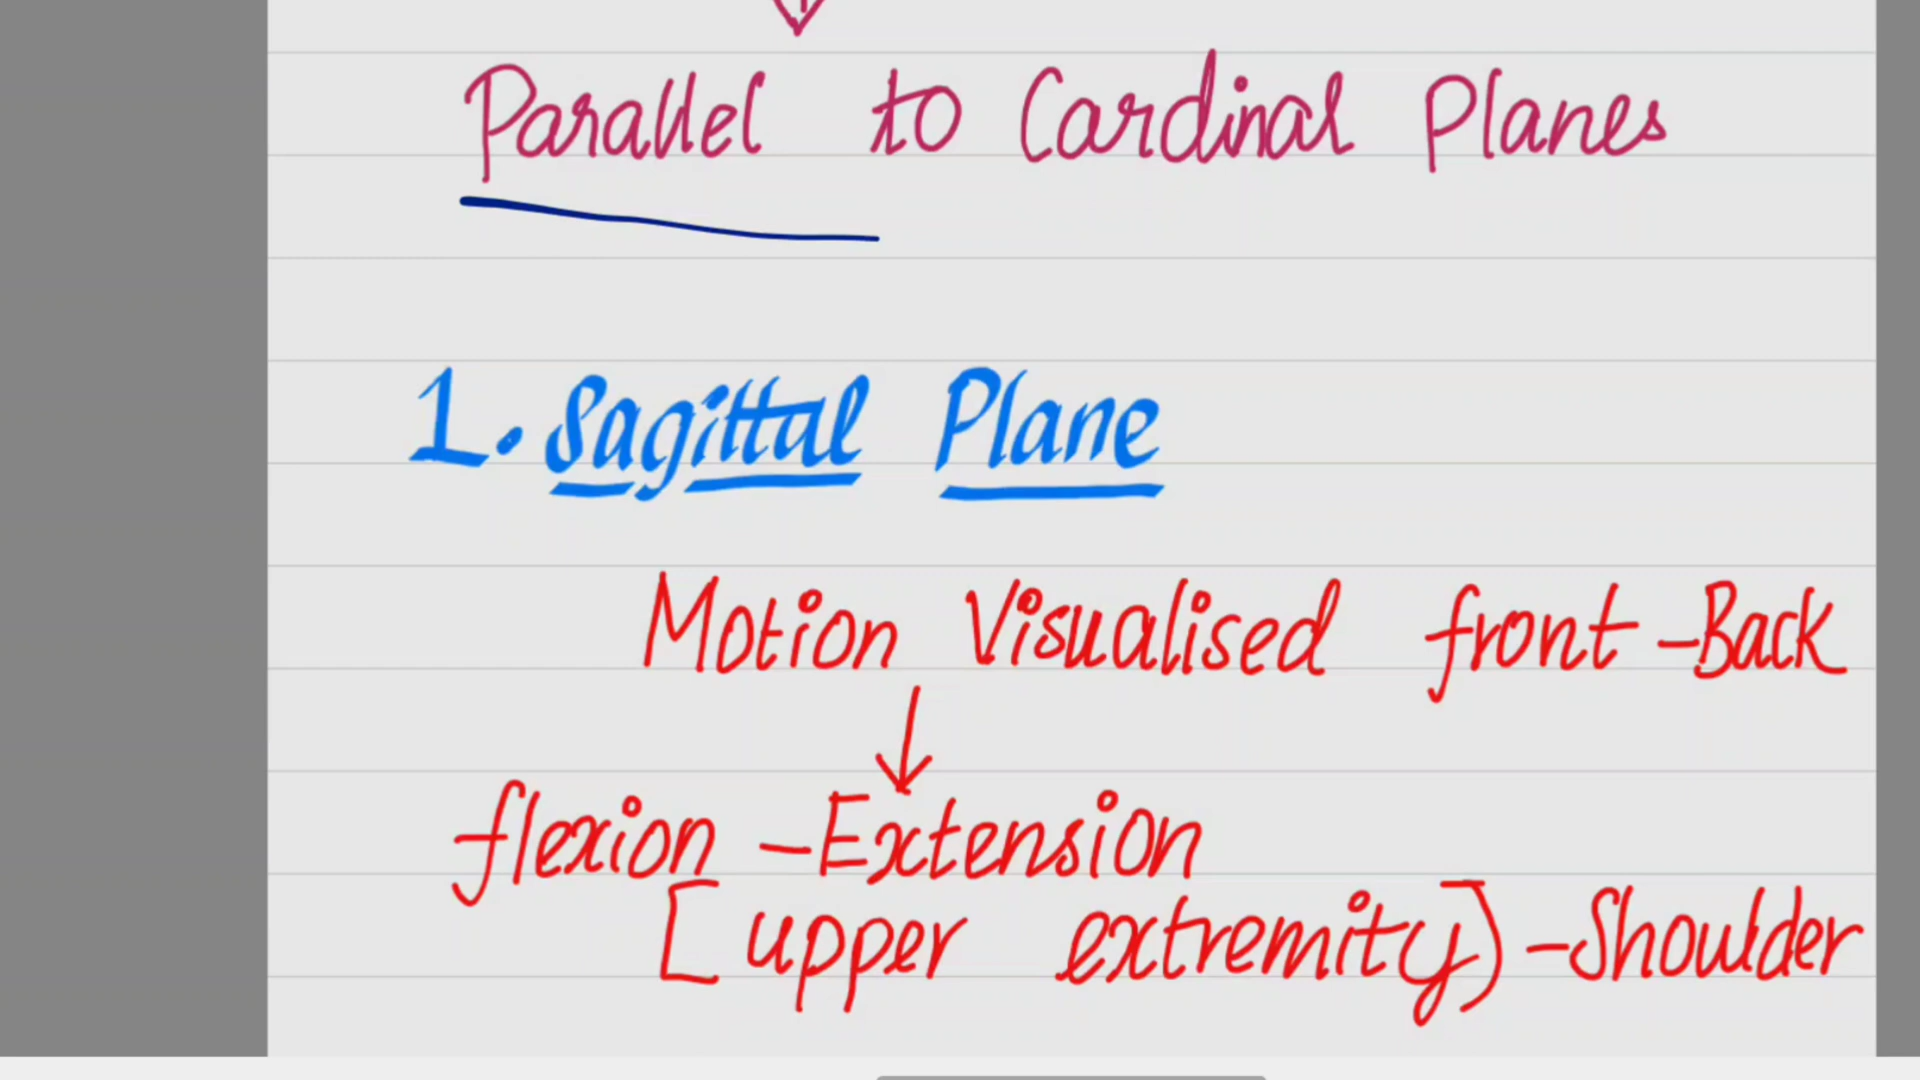 Parallel to Cardinal Planes
1. Sagittal Plane
Motion Visualised front-Back
flexion - Extension
[upper extremity) - Shoulder